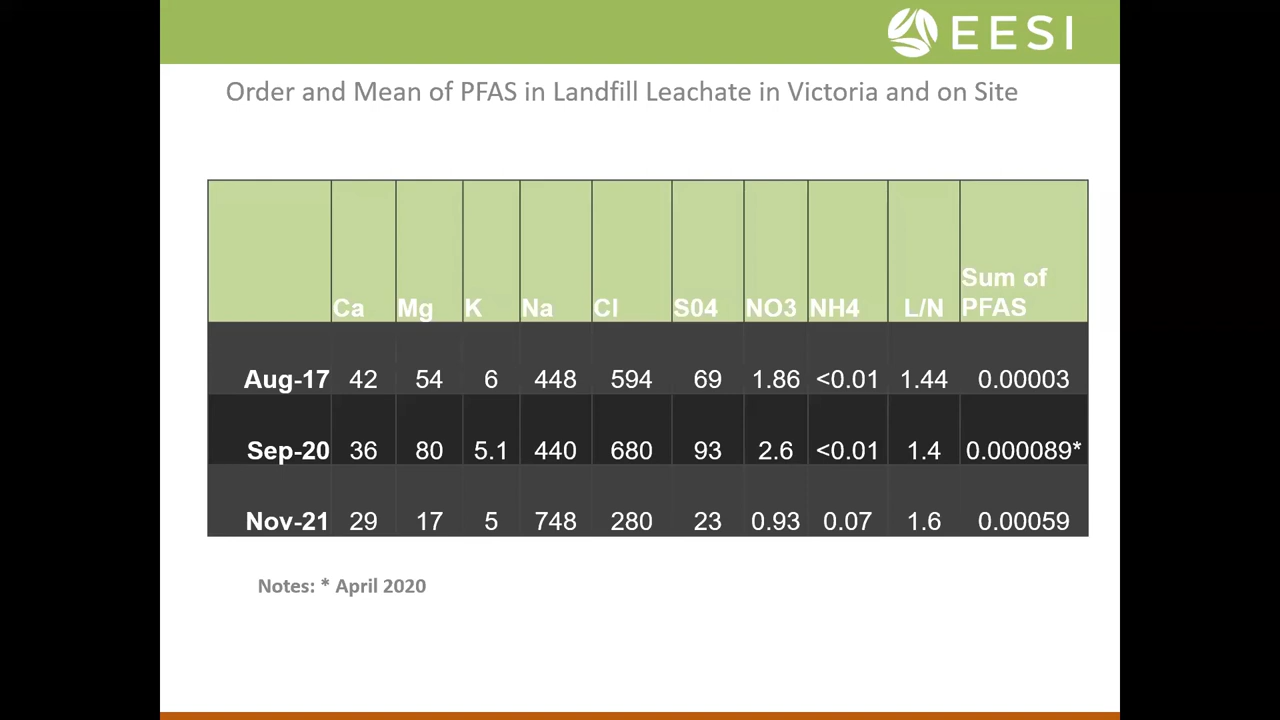 EESI
Order and Mean of PFAS in Landfill Leachate in Victoria and on Site
Ca Mg K Na Cl S04 NO3 NH4 L/N Sum of PFAS
Aug-17 42 54 6 448 594 69 1.86 <0.01 1.44 0.00003
Sep-20 36 80 5.1 440 680 93 2.6 <0.01 1.4 0.000089*
Nov-21 29 17 5 748 280 23 0.93 0.07 1.6 0.00059
Notes: * April 2020